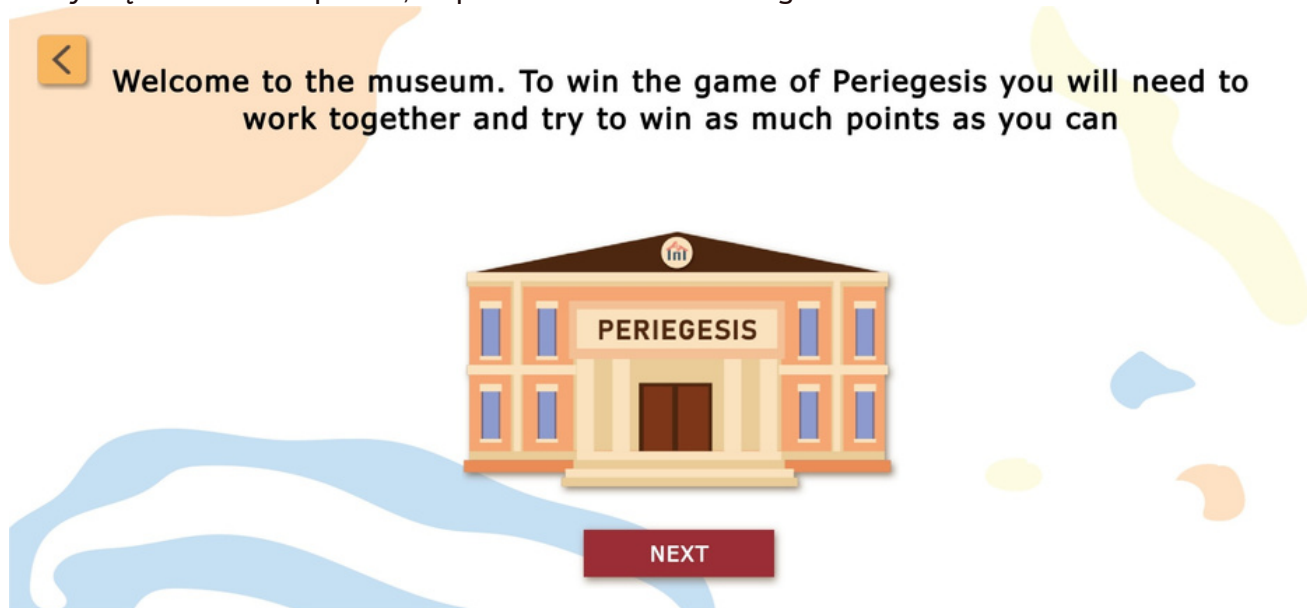 Welcome to the museum. To win the game of Periegesis you will need to
work together and try to win as much points as you can
PERIEGESIS
NEXT